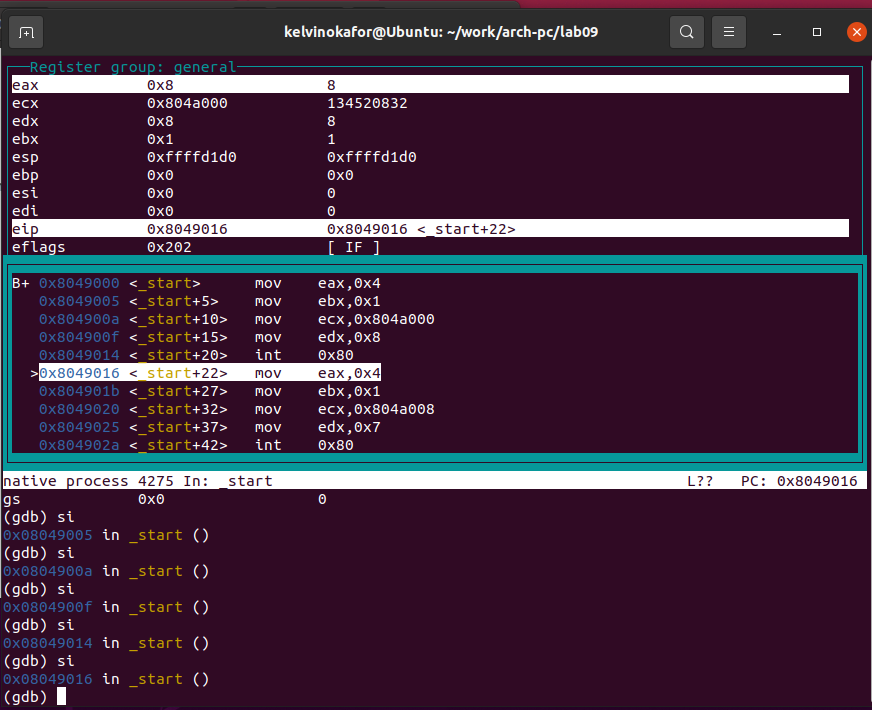 kelvinokafor@Ubuntu: ~/work/arch-pc/lab09
Register group: general
eax 0x8 8
ecx 0x804a000 134520832
edx 0x8 8
ebx 0x1 1
esp 0xffffd1d0 0xffffd1d0
ebp 0x0 0x0
esi 0x0 0
edi 0x0 0
eip 0x8049016 0x8049016 <_start+22>
eflags 0x202 [ IF ]
B+ 0x8049000 <_start> mov eax,0x4
0x8049005 <_start+5> mov ebx,0x1
0x804900a <_start+10> mov ecx,0x804a000
0x804900f <_start+15> mov edx,0x8
0x8049014 <_start+20> int 0x80
>0x8049016 <_start+22> mov eax,0x4
0x804901b <_start+27> mov ebx,0x1
0x8049020 <_start+32> mov ecx,0x804a008
0x8049025 <_start+37> mov edx,0x7
0x804902a <_start+42> int 0x80
native process 4275 In: _start L?? PC: 0x8049016
gs 0x0 0
(gdb) si
0x08049005 in _start ()
(gdb) si
0x0804900a in _start ()
(gdb) si
0x0804900f in _start ()
(gdb) si
0x08049014 in _start ()
(gdb) si
0x08049016 in _start ()
(gdb)